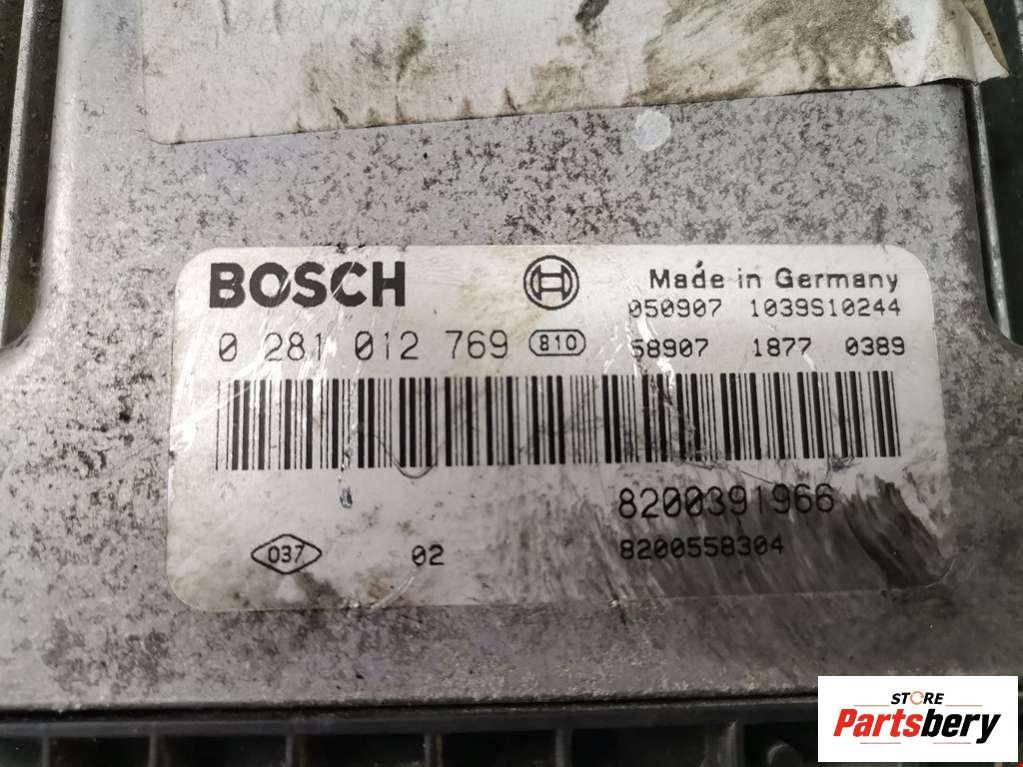 BOSCH
Made in Germany
050907 1039S10244
0 281 012 769 810
58907 1877 0389
8200391966
037 02
8200558304
STORE
Partsbery